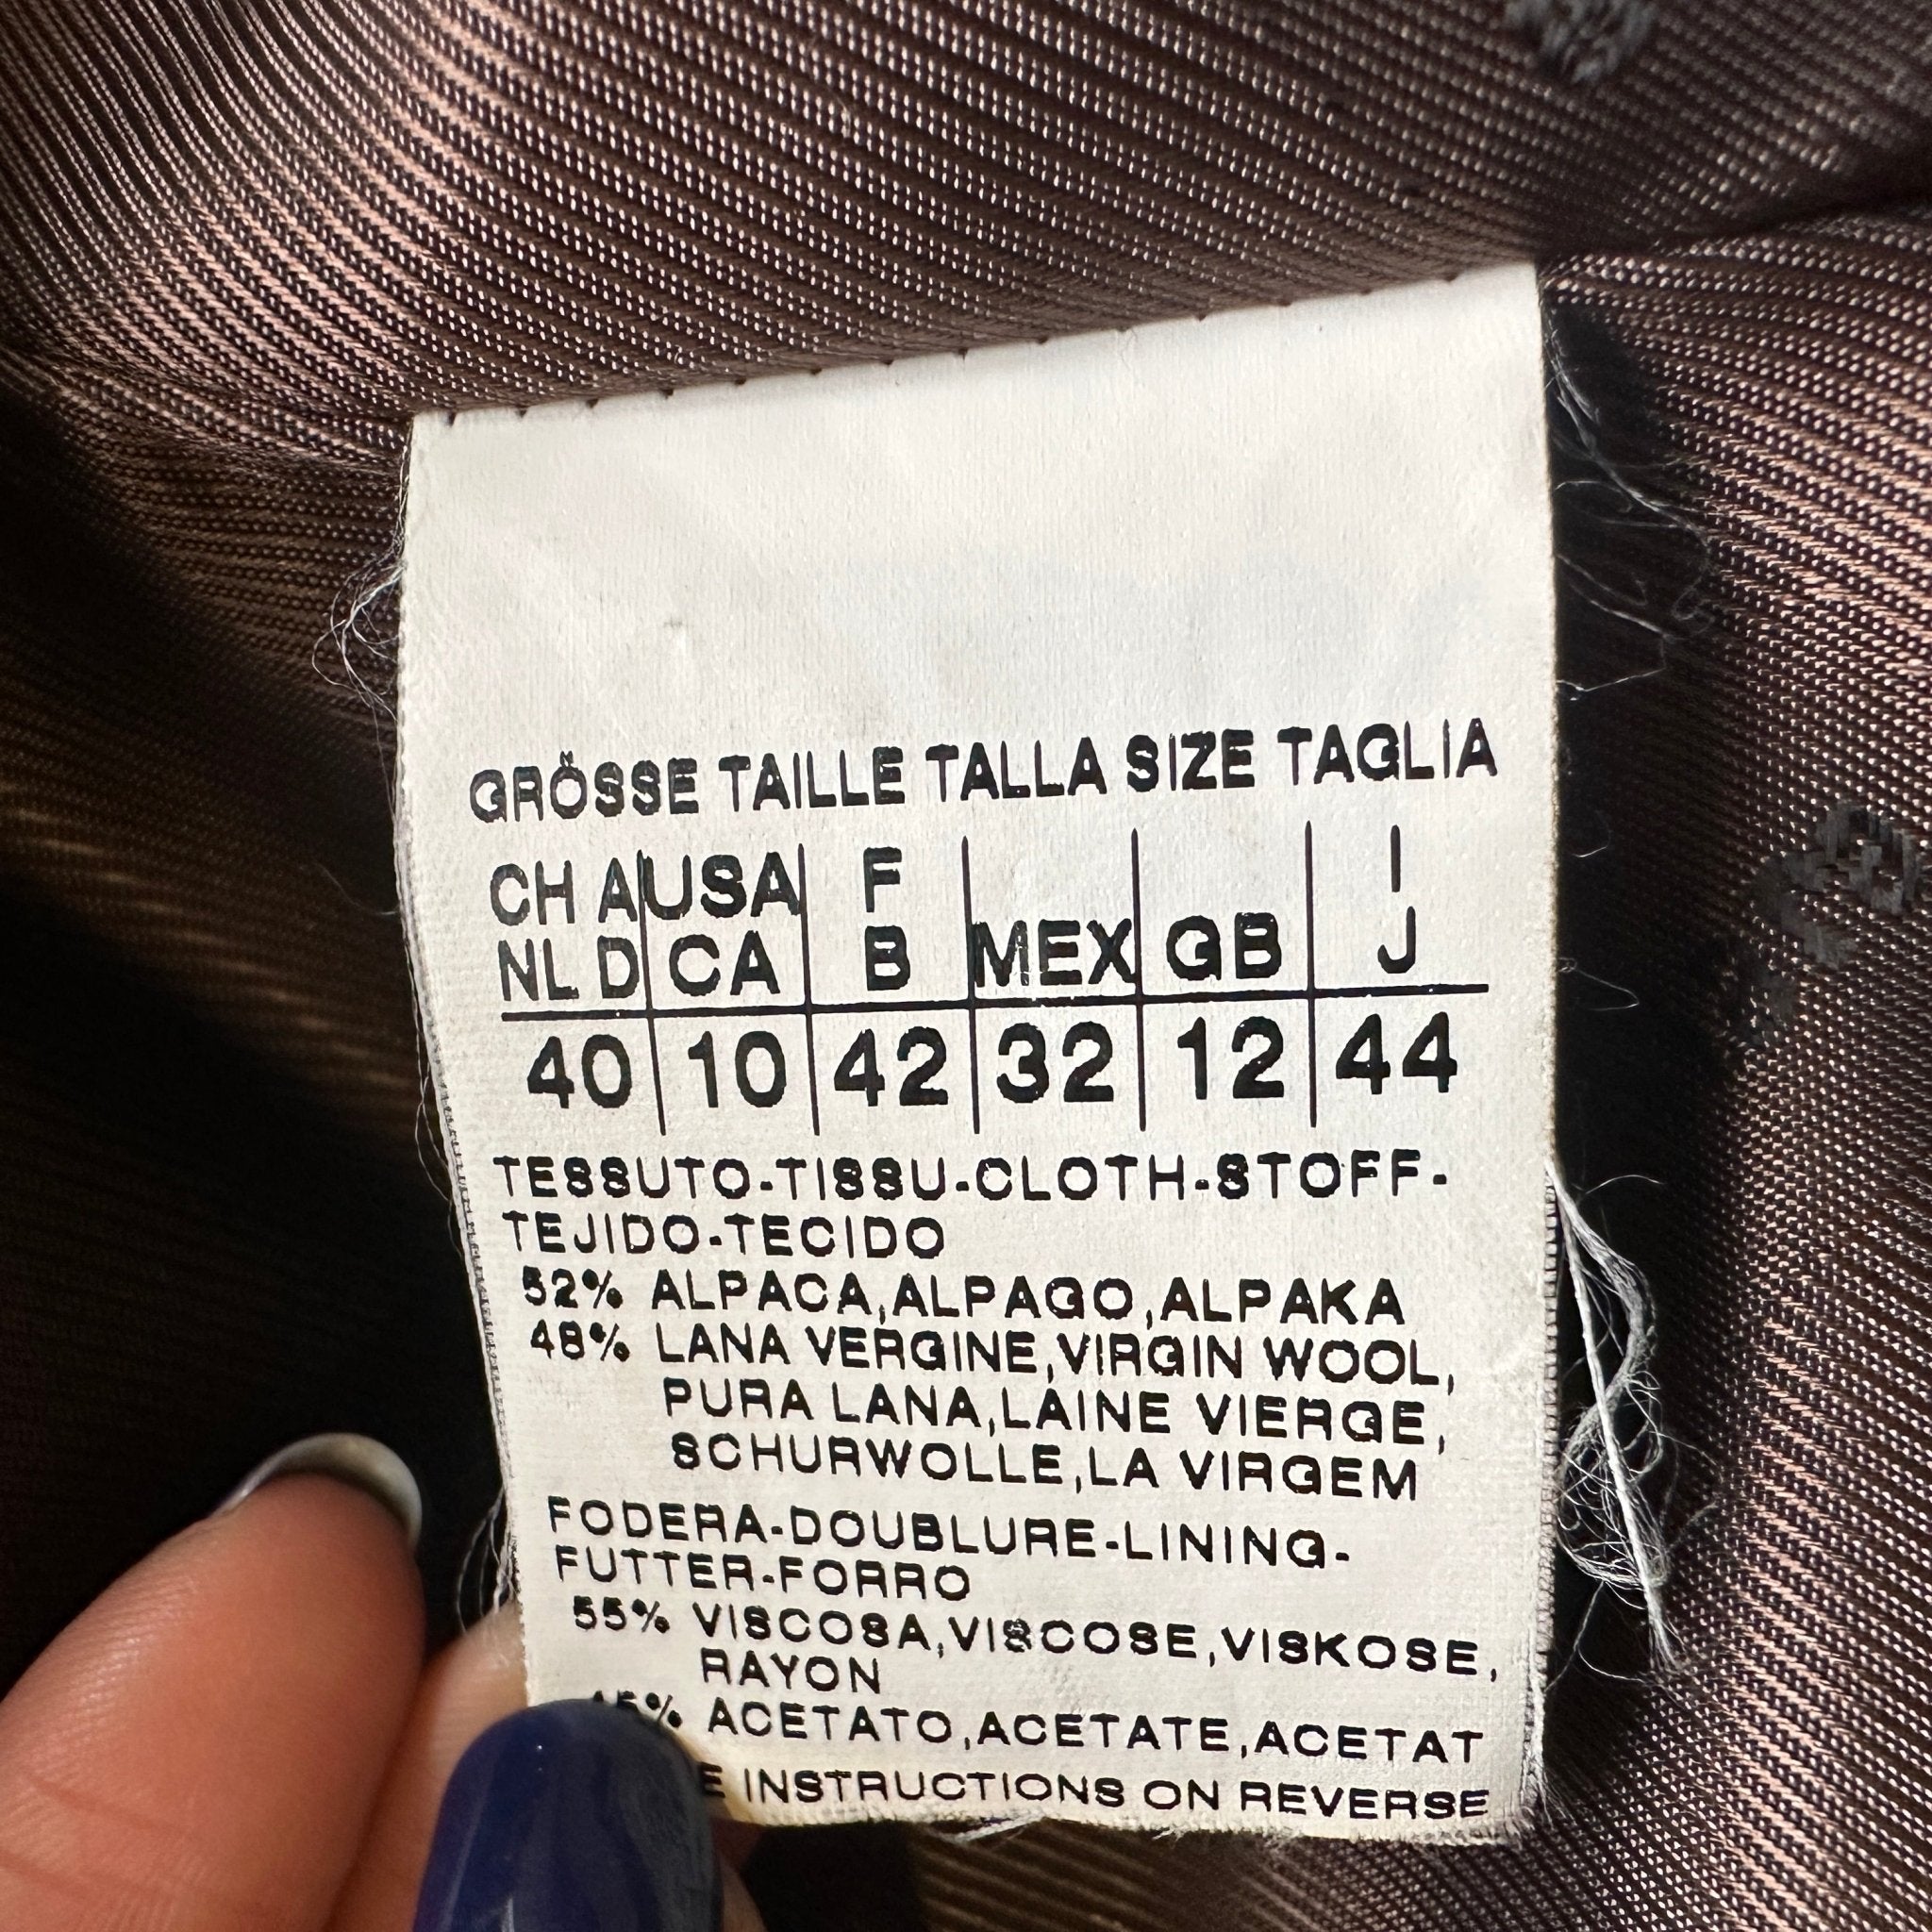 GRÖSSE TAILLE TALLA SIZE TAGLIA
CH A USA F I
NL D CA B MEX GB J
40 10 42 32 12 44
TESSUTO-TISSU-CLOTH-STOFF-
TEJIDO-TECIDO
52% ALPACA,ALPAGO,ALPAKA
48% LANA VERGINE,VIRGIN WOOL,
PURA LANA,LAINE VIERGE,
SCHURWOLLE,LA VIRGEM
FODERA-DOUBLURE-LINING-
FUTTER-FORRO
55% VISCOSA,VISCOSE,VISKOSE,
RAYON
45% ACETATO,ACETATE,ACETAT
INSTRUCTIONS ON REVERSE